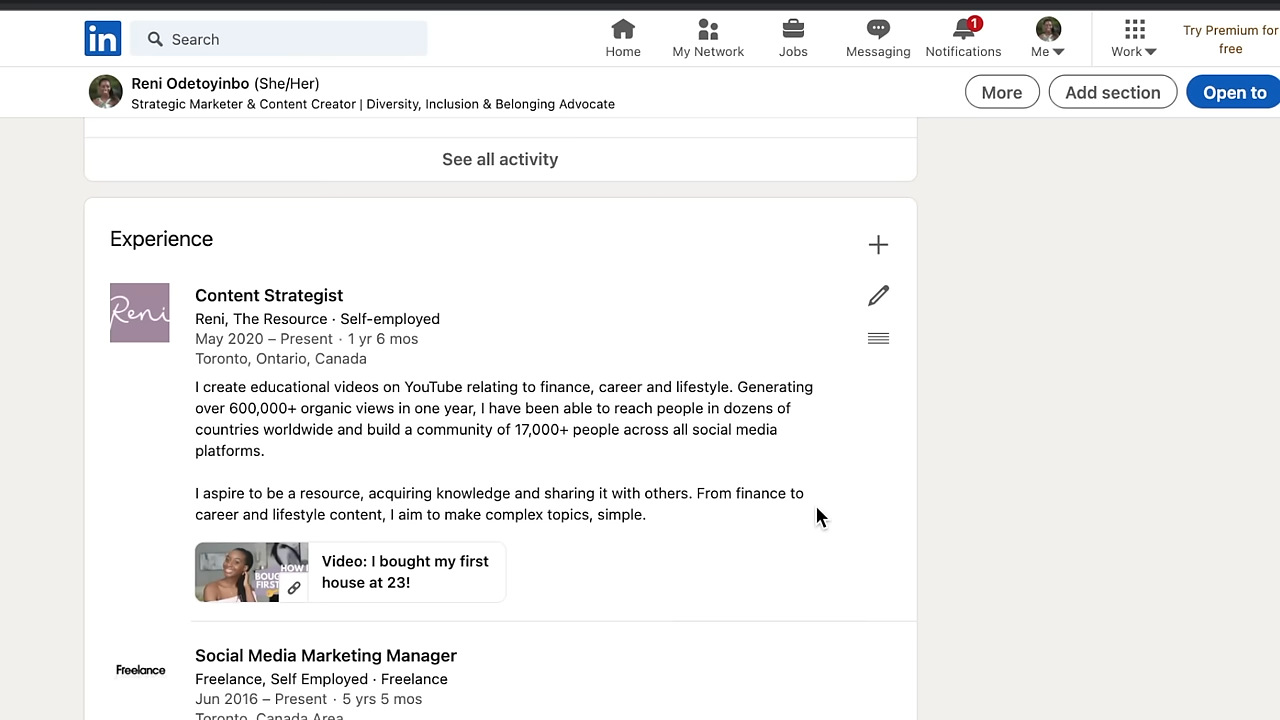 in
Search
Home
My Network
Jobs
Messaging
1
Notifications
Me
Work
Try Premium for
free
Reni Odetoyinbo (She/Her)
Strategic Marketer & Content Creator | Diversity, Inclusion & Belonging Advocate
More
Add section
Open to
See all activity
Experience
Reni
Content Strategist
Reni, The Resource · Self-employed
May 2020 – Present · 1 yr 6 mos
Toronto, Ontario, Canada
I create educational videos on YouTube relating to finance, career and lifestyle. Generating
over 600,000+ organic views in one year, I have been able to reach people in dozens of
countries worldwide and build a community of 17,000+ people across all social media
platforms.
I aspire to be a resource, acquiring knowledge and sharing it with others. From finance to
career and lifestyle content, I aim to make complex topics, simple.
HOW I
BOUG
FIRST
Video: I bought my first
house at 23!
Freelance
Social Media Marketing Manager
Freelance, Self Employed · Freelance
Jun 2016 – Present · 5 yrs 5 mos
Toronto, Canada Area